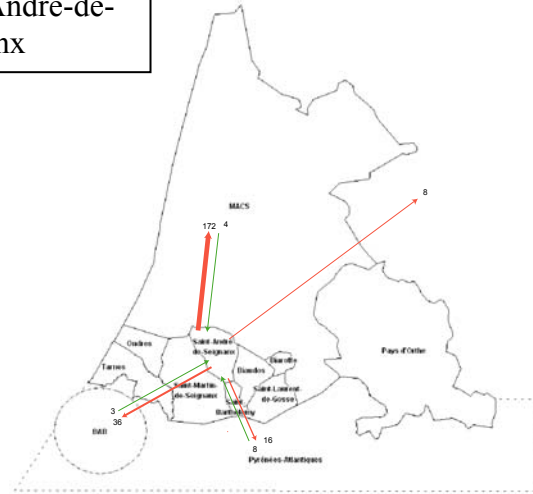 André-de-
nx
8
MACS
172 4
Ondres
Saint-André
de-Seignanx
Tarnos
Biaudos
Biarotte
Pays d'Orthe
Saint-Martin
de-Seignanx
Saint-Laurent-
de-Gosse
Saint
Barthélemy
3
36
BAB
16
8
Pyrénées-Atlantiques